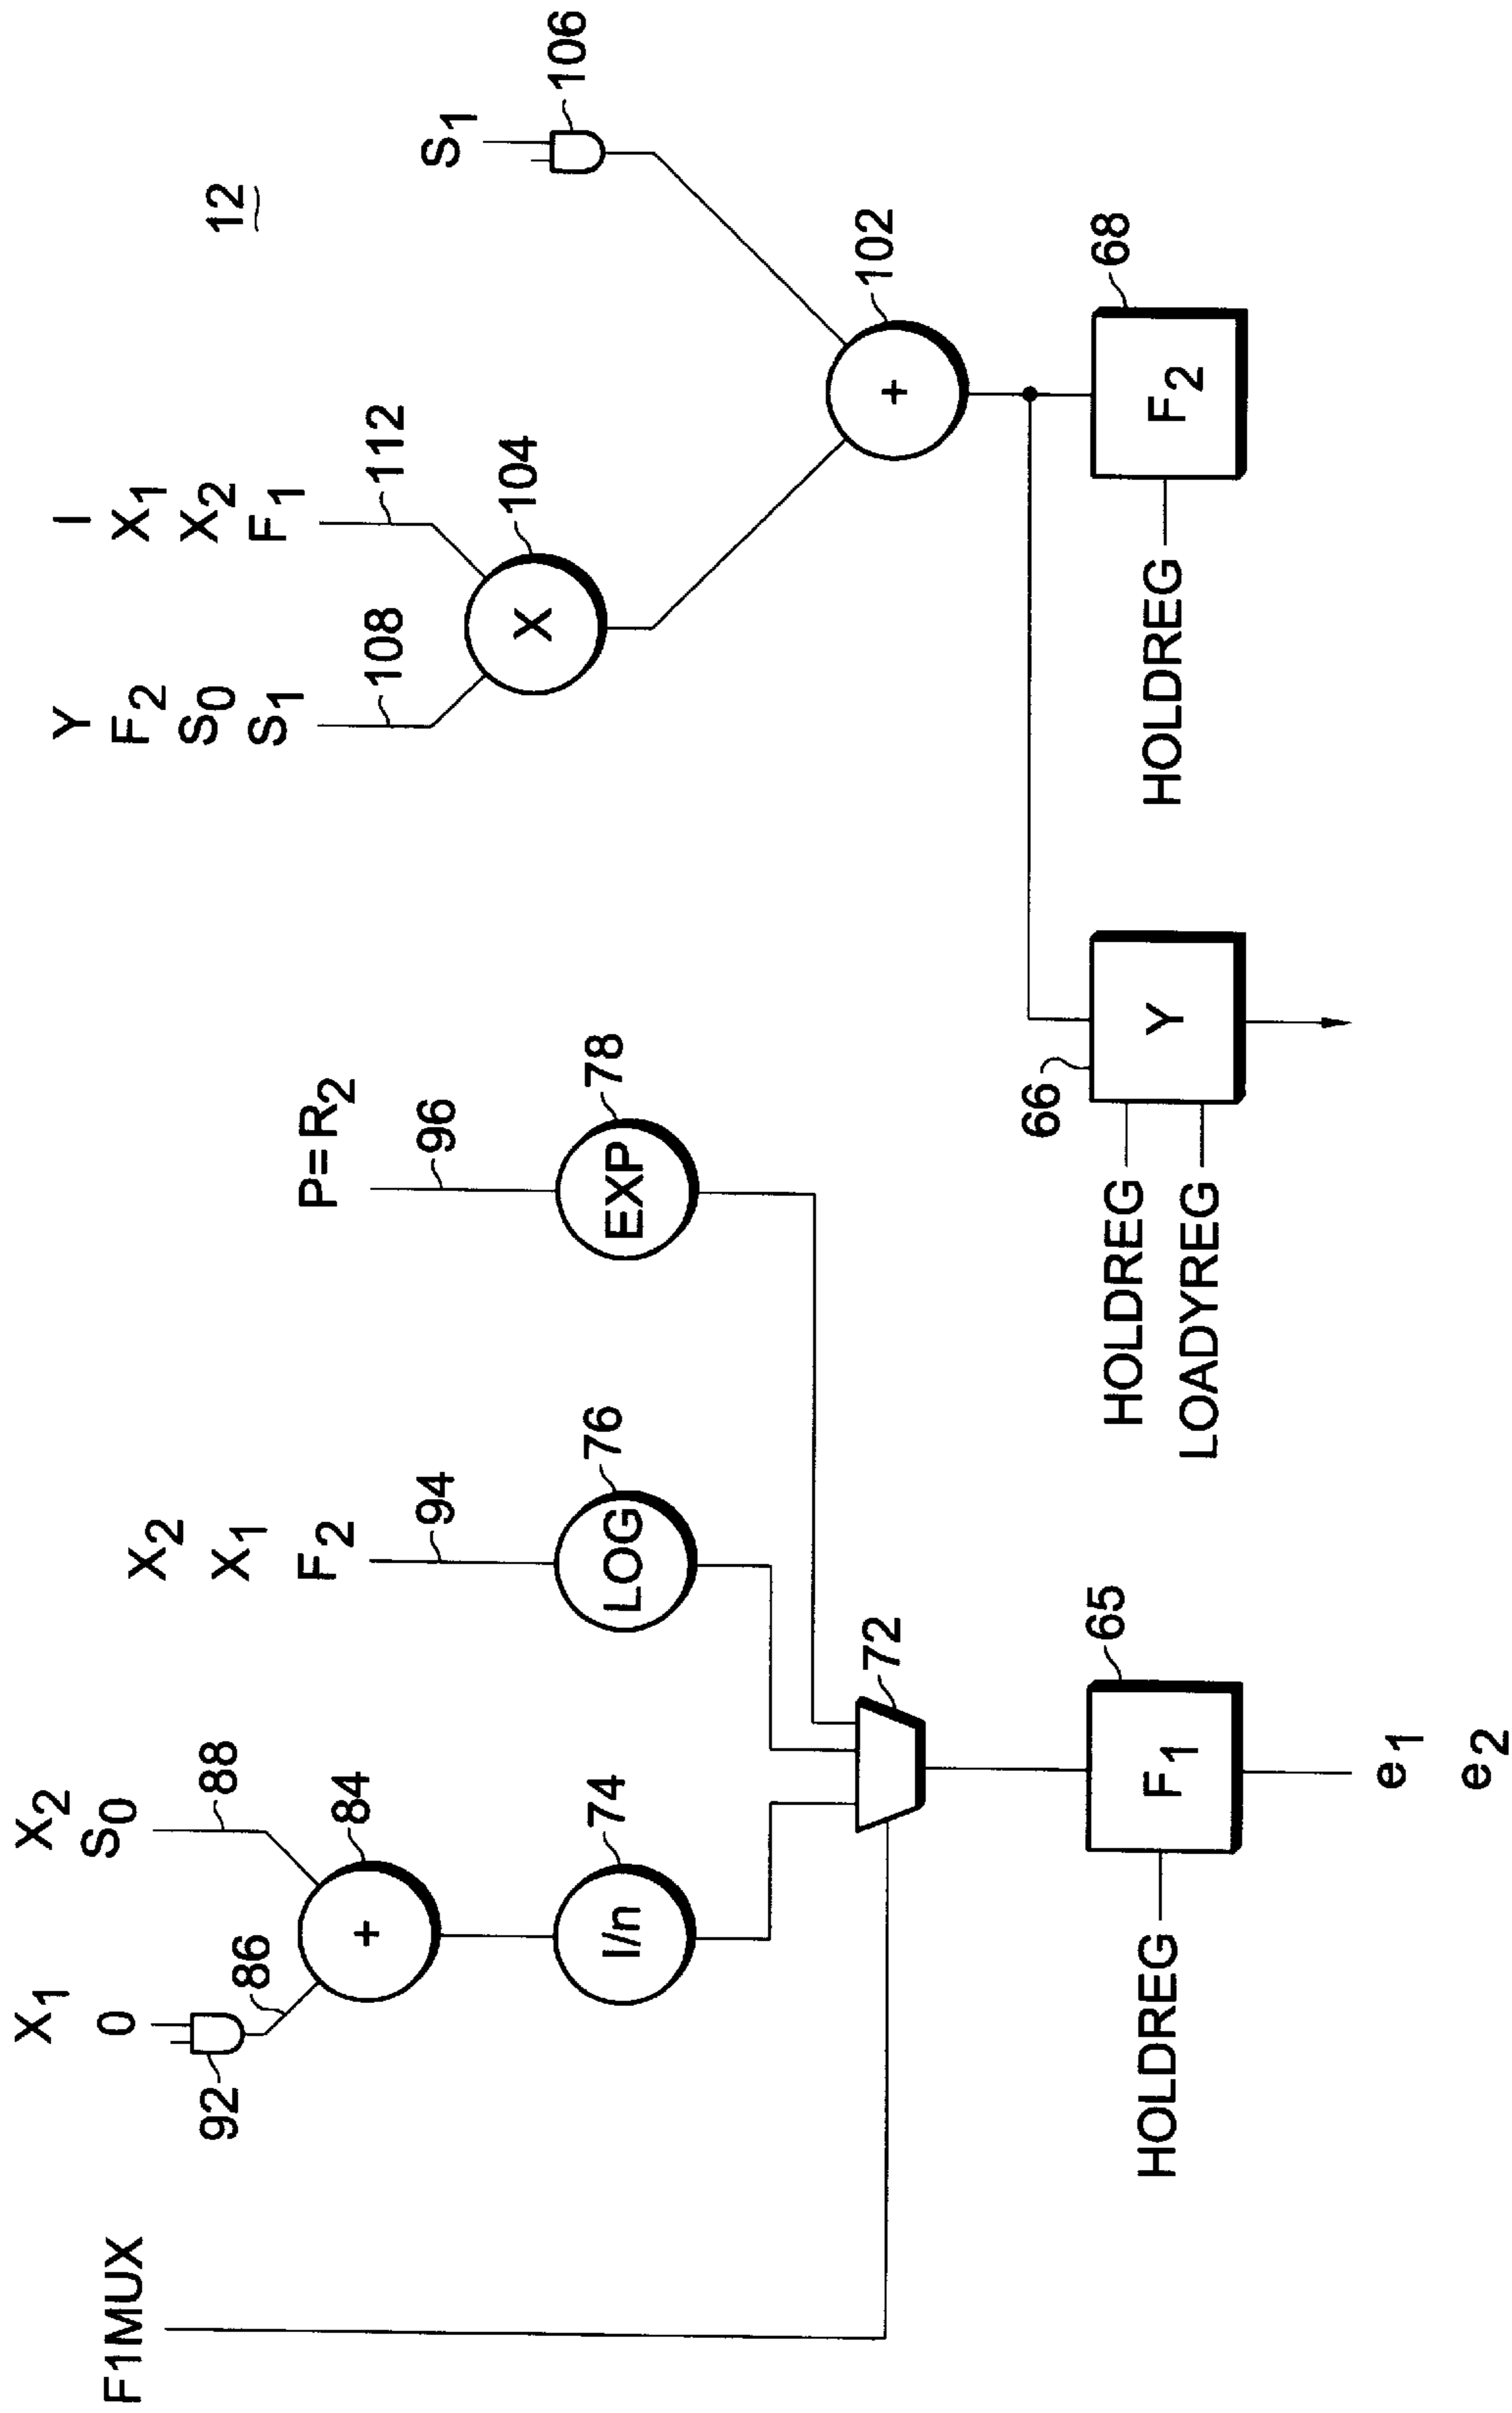 12
F1MUX
X1
0
92
86
X2
S0
88
84
+
74
I/n
X2
X1
F2
94
76
LOG
P=R2
96
78
EXP
72
65
F1
HOLDREG
e1
e2
Y
F2
S0
S1
108
I
X1
X2
F1
112
104
X
S1
106
102
+
66
Y
HOLDREG
LOADYREG
68
F2
HOLDREG